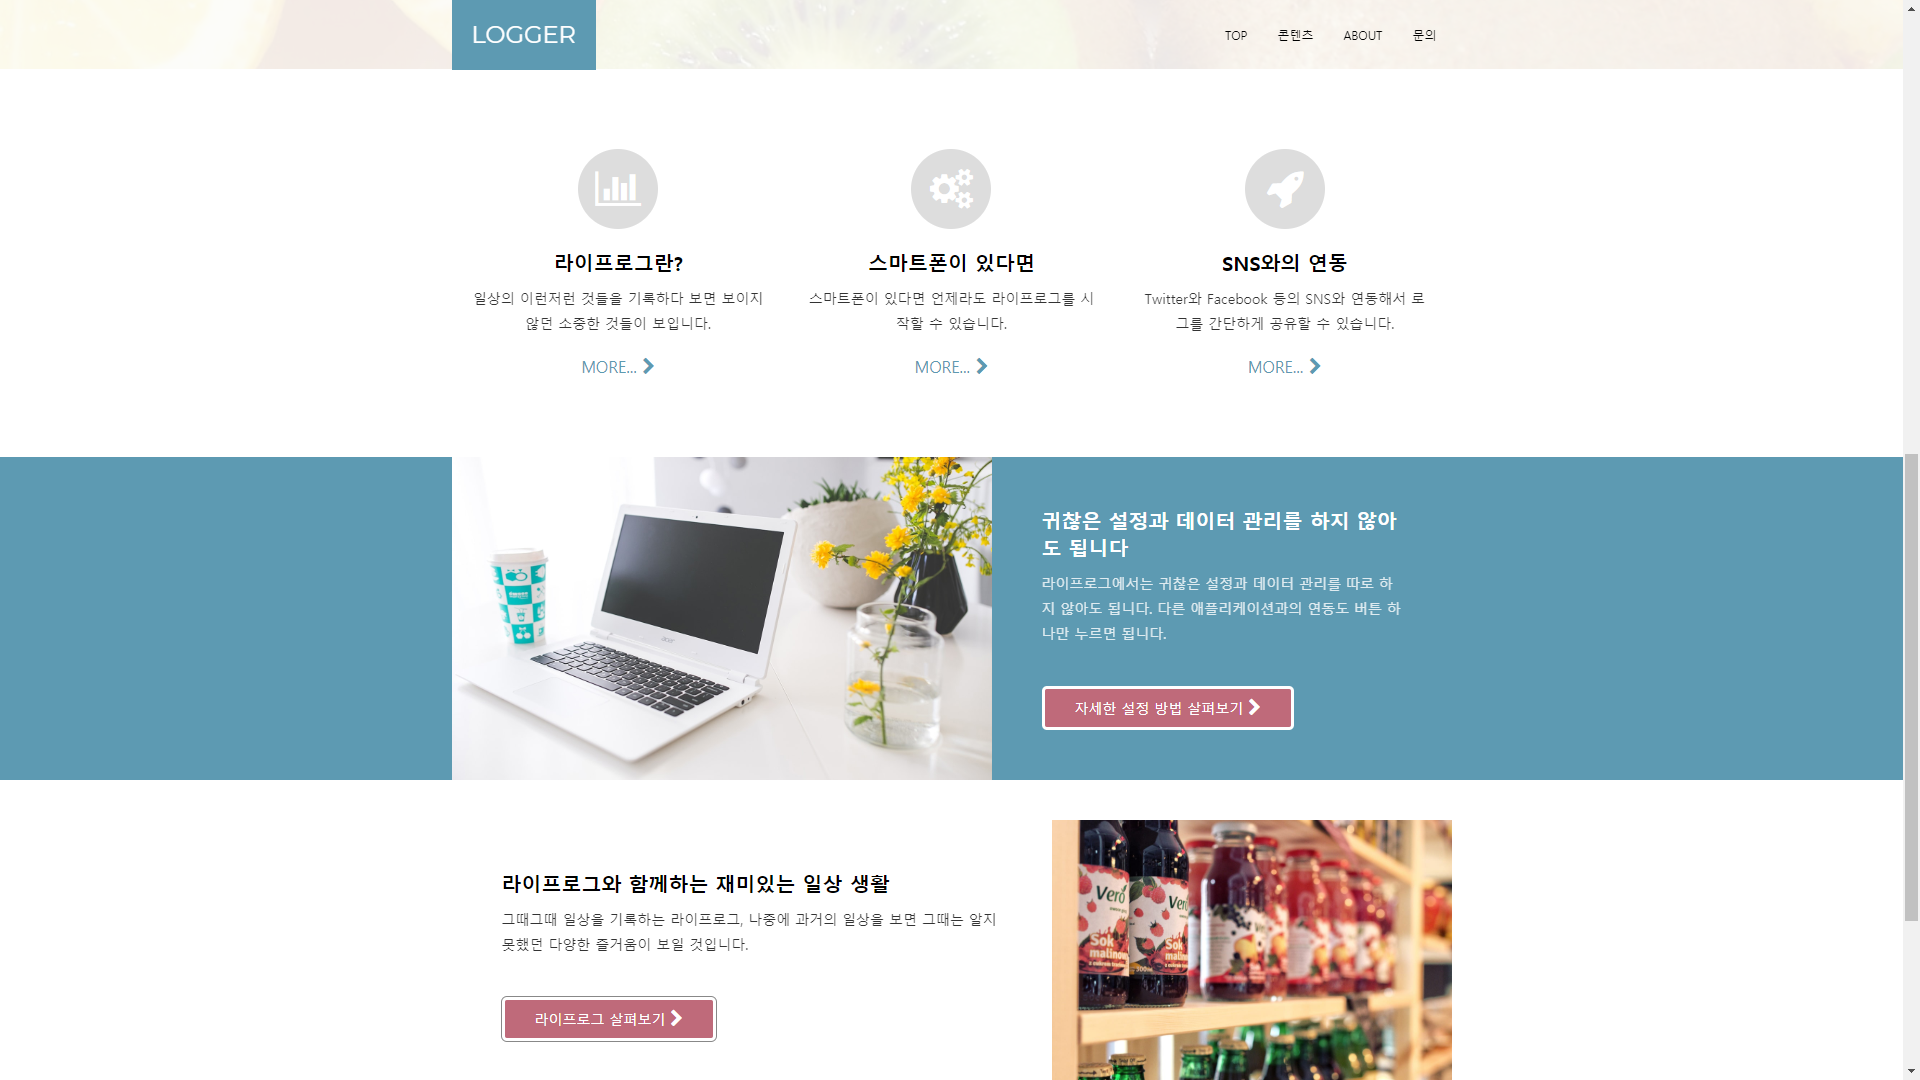 LOGGER
TOP
콘텐츠
ABOUT
문의
라이프로그란?
일상의 이런저런 것들을 기록하다 보면 보이지
않던 소중한 것들이 보입니다.
MORE...
스마트폰이 있다면
스마트폰이 있다면 언제라도 라이프로그를 시
작할 수 있습니다.
MORE...
SNS와의 연동
Twitter와 Facebook 등의 SNS와 연동해서 로
그를 간단하게 공유할 수 있습니다.
MORE...
귀찮은 설정과 데이터 관리를 하지 않아
도 됩니다
라이프로그에서는 귀찮은 설정과 데이터 관리를 따로 하
지 않아도 됩니다. 다른 애플리케이션과의 연동도 버튼 하
나만 누르면 됩니다.
자세한 설정 방법 살펴보기
라이프로그와 함께하는 재미있는 일상 생활
그때그때 일상을 기록하는 라이프로그, 나중에 과거의 일상을 보면 그때는 알지
못했던 다양한 즐거움이 보일 것입니다.
라이프로그 살펴보기
Vero
Sok
malinowy
Vero
Sok